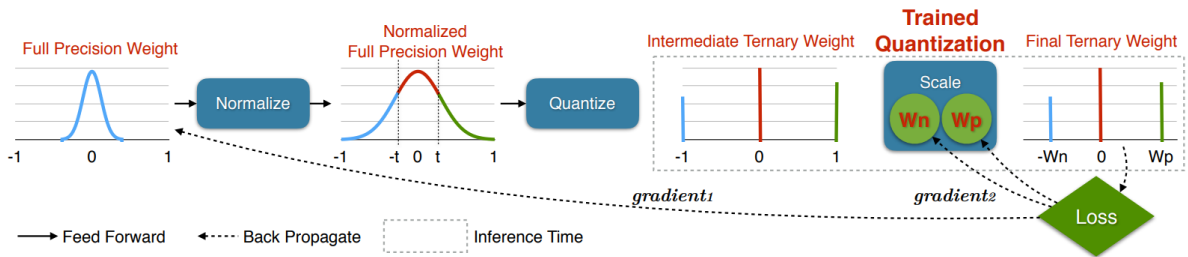 Full Precision Weight
-1 0 1
Normalize
Normalized
Full Precision Weight
-1 -t 0 t 1
Quantize
Intermediate Ternary Weight
-1 0 1
Trained
Quantization
Scale
Wn Wp
Final Ternary Weight
-Wn 0 Wp
gradient1
gradient2
Loss
Feed Forward
Back Propagate
Inference Time